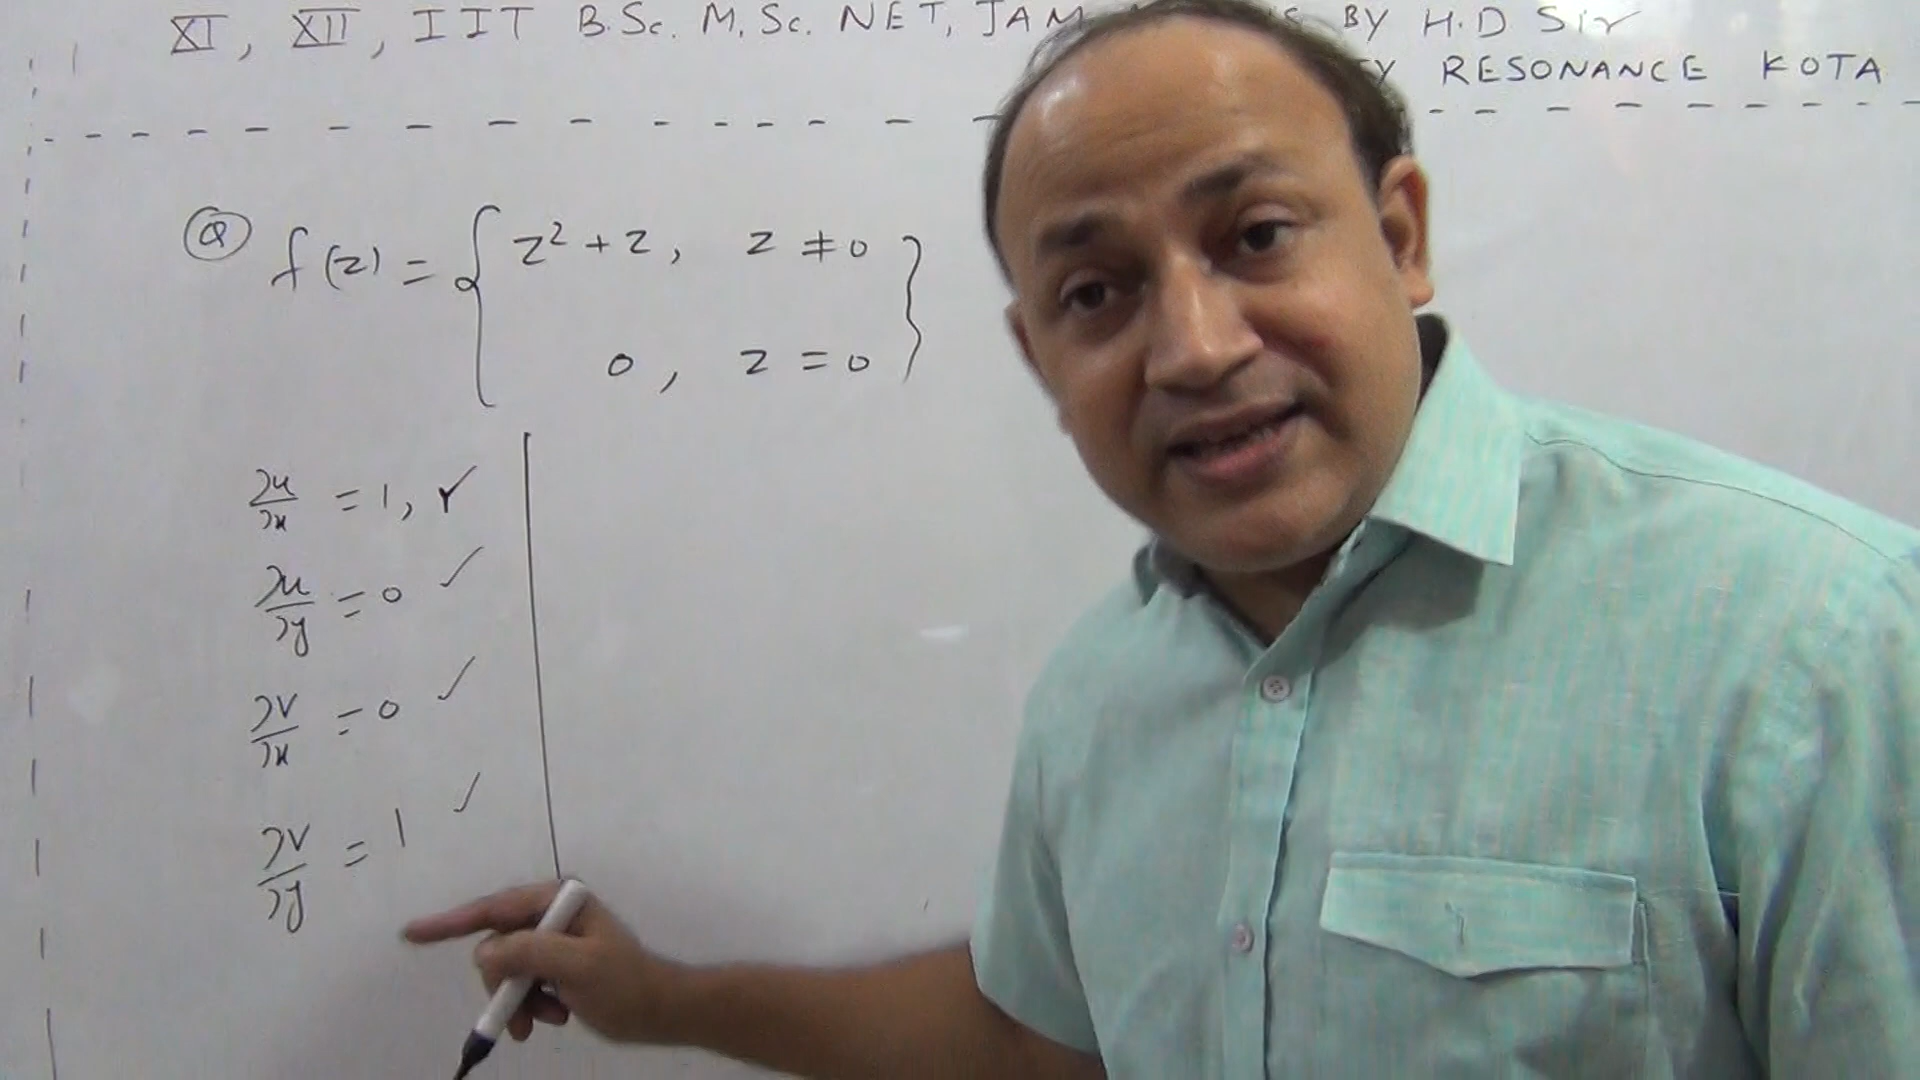 XI, XII, IIT B.Sc. M.Sc. NET, JAM BY H.D Sir
RESONANCE KOTA
Q f(z) = { z² + z, z ≠ 0
0, z = 0 }
∂u/∂x = 1, ✓
∂u/∂y = 0 ✓
∂v/∂x = 0 ✓
∂v/∂y = 1 ✓